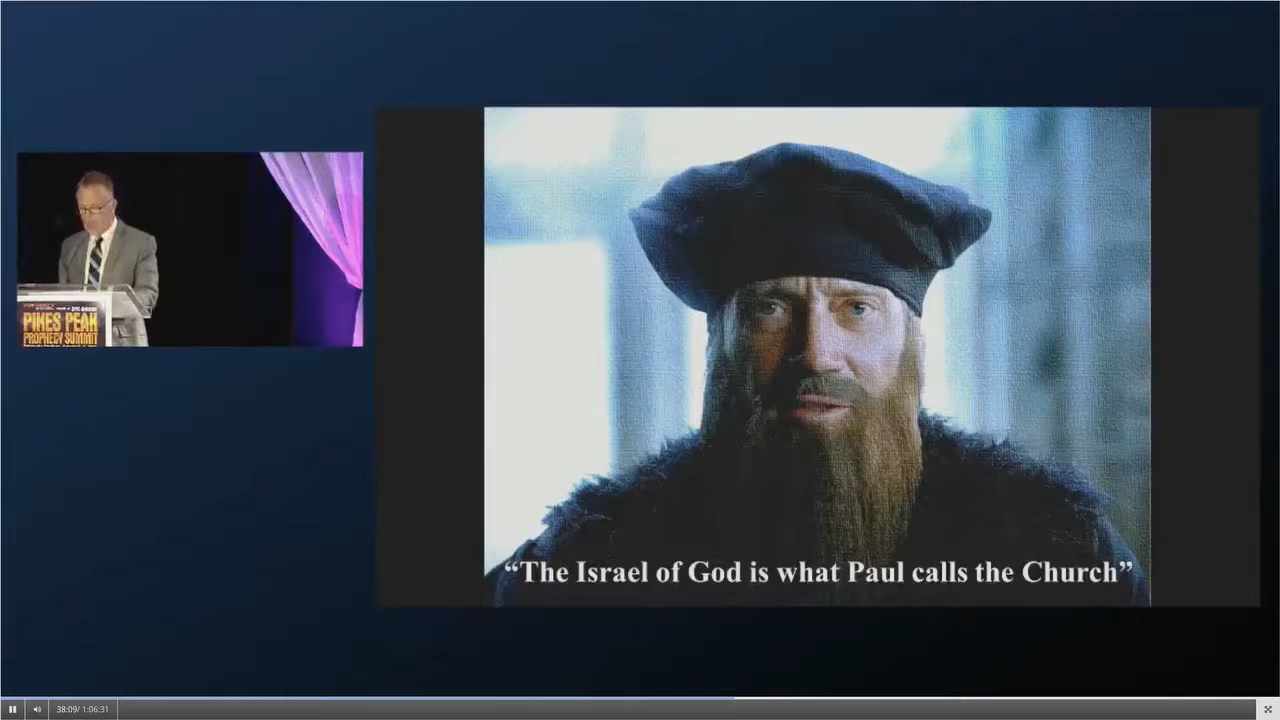 PIKES PEAK
PROPHECY SUMMIT
“The Israel of God is what Paul calls the Church”
38:09/ 1:06:31